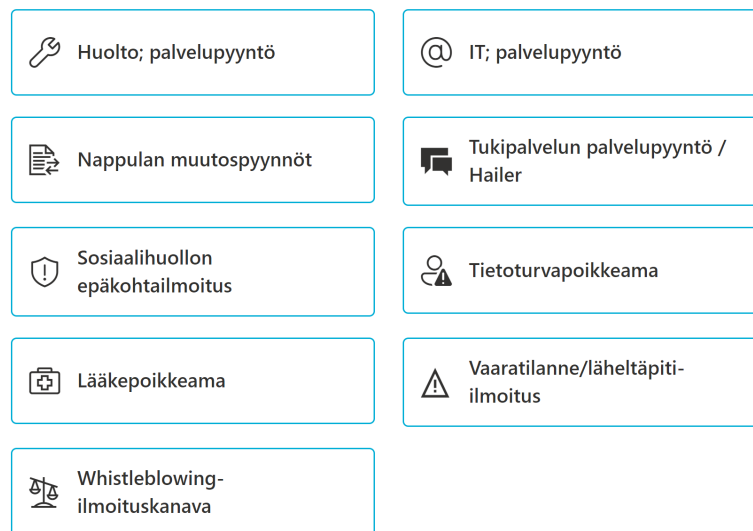 Huolto; palvelupyyntö
IT; palvelupyyntö
Nappulan muutospyynnöt
Tukipalvelun palvelupyyntö /
Hailer
Sosiaalihuollon
epäkohtailmoitus
Tietoturvapoikkeama
Lääkepoikkeama
Vaaratilanne/läheltäpiti-
ilmoitus
Whistleblowing-
ilmoituskanava